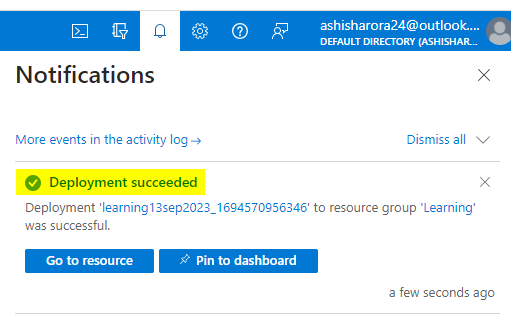 ashisharora24@outlook....
DEFAULT DIRECTORY (ASHISHAR...
Notifications
More events in the activity log→
Dismiss all
Deployment succeeded
Deployment 'learning13sep2023_1694570956346' to resource group 'Learning'
was successful.
Go to resource
Pin to dashboard
a few seconds ago